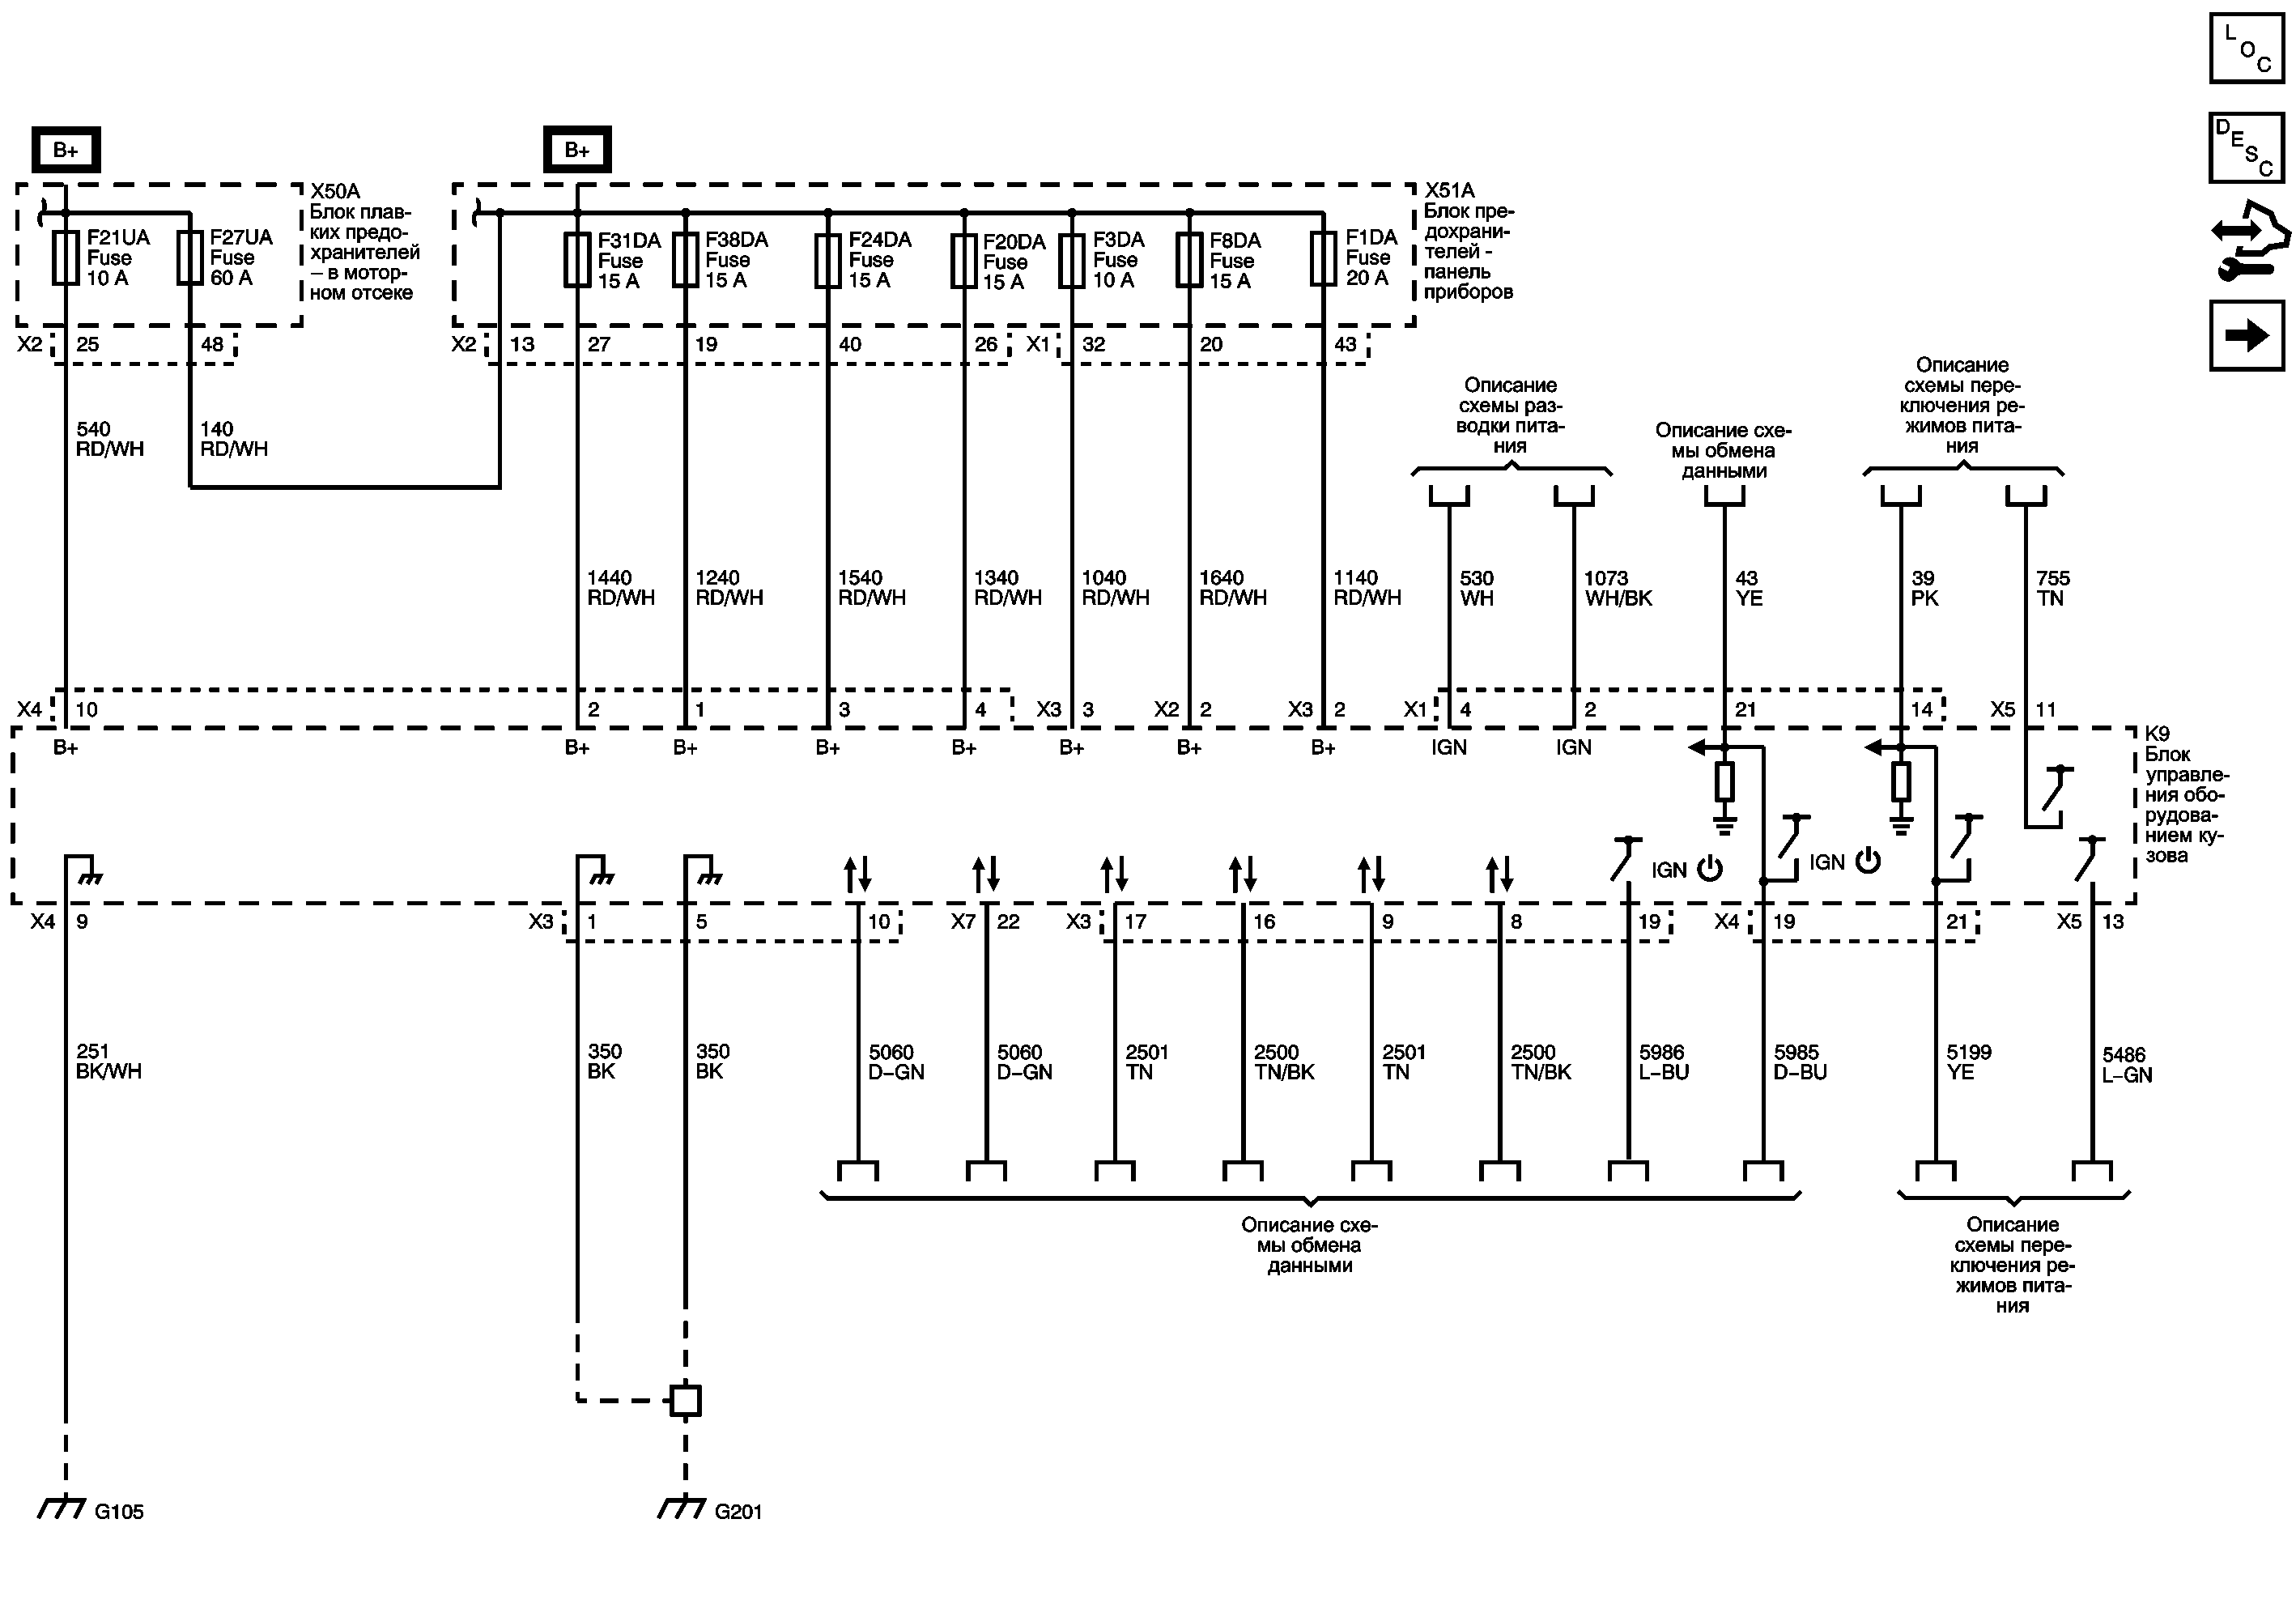 L
O
C
D
E
S
C
B+
B+
X50A
Блок плав-
ких предо-
хранителей
– в мотор-
ном отсеке
F21UA
Fuse
10 A
F27UA
Fuse
60 A
X51A
Блок пре-
дохрани-
телей -
панель
приборов
F31DA
Fuse
15 A
F38DA
Fuse
15 A
F24DA
Fuse
15 A
F20DA
Fuse
15 A
F3DA
Fuse
10 A
F8DA
Fuse
15 A
F1DA
Fuse
20 A
X2 25 48 X2 13 27 19 40 26 X1 32 20 43
Описание
схемы раз-
водки пита-
ния
Описание схе-
мы обмена
данными
Описание
схемы пере-
ключения ре-
жимов пита-
ния
540
RD/WH
140
RD/WH
1440
RD/WH
1240
RD/WH
1540
RD/WH
1340
RD/WH
1040
RD/WH
1640
RD/WH
1140
RD/WH
530
WH
1073
WH/BK
43
YE
39
PK
755
TN
X4 10 2 1 3 4 X3 3 X2 2 X3 2 X1 4 2 21 14 X5 11
B+ B+ B+ B+ B+ B+ B+ B+ IGN IGN
K9
Блок
управле-
ния обо-
рудова-
нием ку-
зова
IGN IGN
X4 9 X3 1 5 10 X7 22 X3 17 16 9 8 19 X4 19 21 X5 13
251
BK/WH
350
BK
350
BK
5060
D–GN
5060
D–GN
2501
TN
2500
TN/BK
2501
TN
2500
TN/BK
5986
L–BU
5985
D–BU
5199
YE
5486
L–GN
Описание схе-
мы обмена
данными
Описание
схемы пере-
ключения ре-
жимов пита-
ния
G105
G201